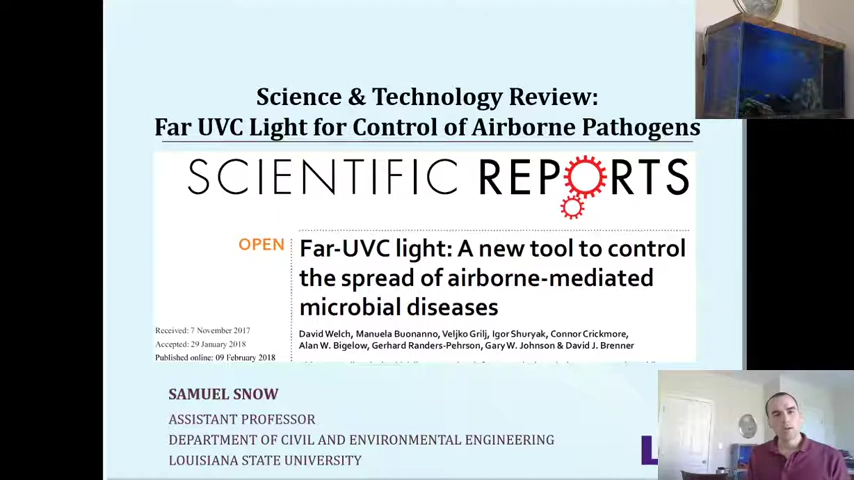 Science & Technology Review:
Far UVC Light for Control of Airborne Pathogens
SCIENTIFIC REPORTS
OPEN
Far-UVC light: A new tool to control
the spread of airborne-mediated
microbial diseases
Received: 7 November 2017
Accepted: 29 January 2018
Published online: 09 February 2018
David Welch, Manuela Buonanno, Veljko Grilj, Igor Shuryak, Connor Crickmore,
Alan W. Bigelow, Gerhard Randers-Pehrson, Gary W. Johnson & David J. Brenner
SAMUEL SNOW
ASSISTANT PROFESSOR
DEPARTMENT OF CIVIL AND ENVIRONMENTAL ENGINEERING
LOUISIANA STATE UNIVERSITY